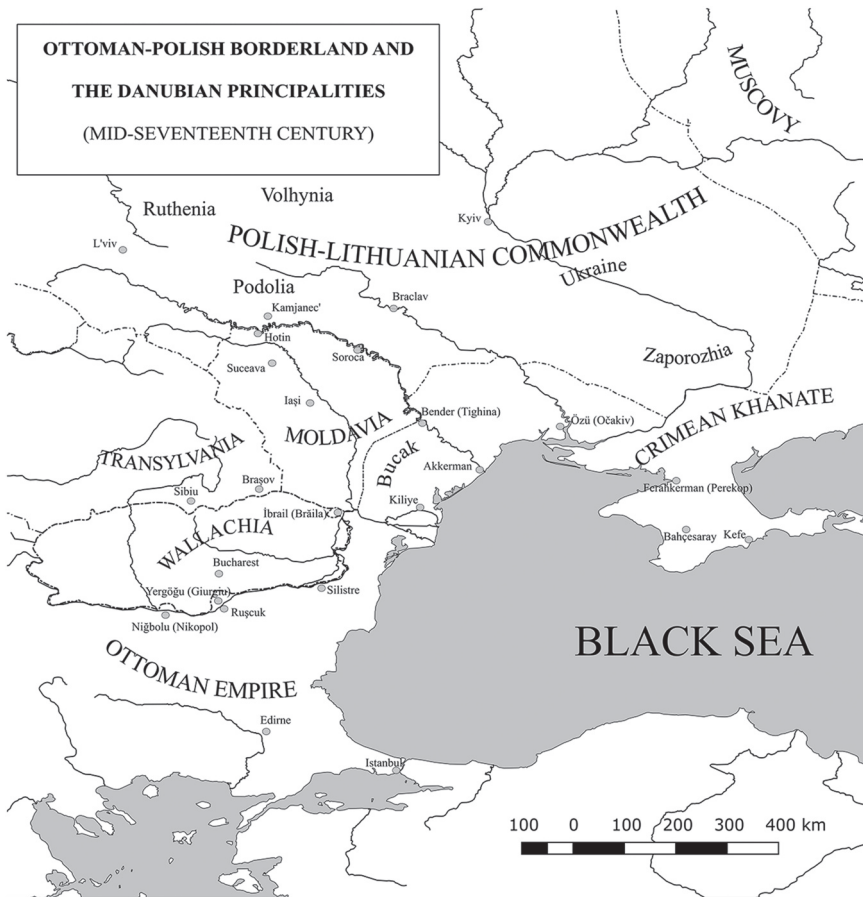 OTTOMAN-POLISH BORDERLAND AND
THE DANUBIAN PRINCIPALITIES
(MID-SEVENTEENTH CENTURY)
MUSCOVY
Volhynia
Ruthenia
Kyiv
L'viv
POLISH-LITHUANIAN COMMONWEALTH
Ukraine
Podolia
Braclav
Kamjanec'
Hotin
Soroca
Suceava
Zaporozhia
Iaşi
Bender (Tighina)
Özü (Očakiv)
MOLDAVIA
CRIMEAN KHANATE
Bucak
TRANSYLVANIA
Akkerman
Braşov
Ferahkerman (Perekop)
Sibiu
Kiliye
İbrail (Brăila)
WALLACHIA
Bahçesaray
Kefe
Bucharest
Silistre
Yergöğu (Giurgiu)
Rusçuk
Niğbolu (Nikopol)
BLACK SEA
OTTOMAN EMPIRE
Edirne
Istanbul
100 0 100 200 300 400 km